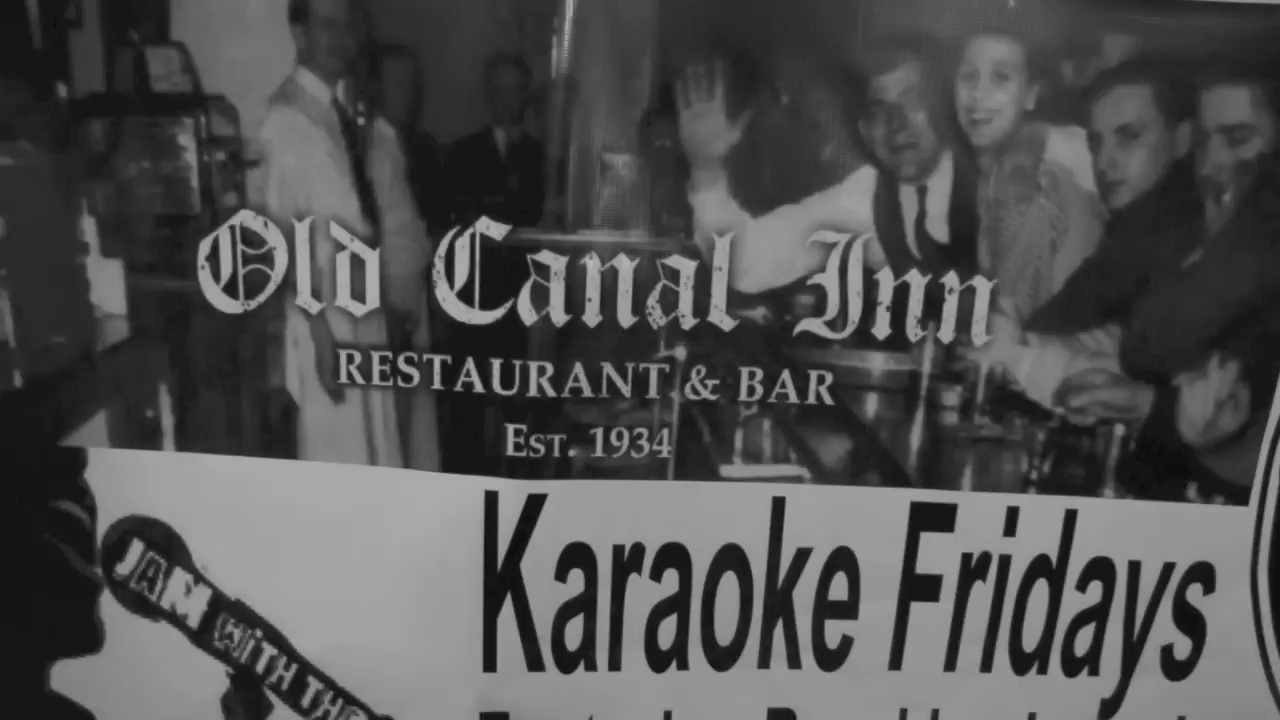 Old Canal Inn
RESTAURANT & BAR
EST. 1934
Karaoke Fridays
JAM WITH THE